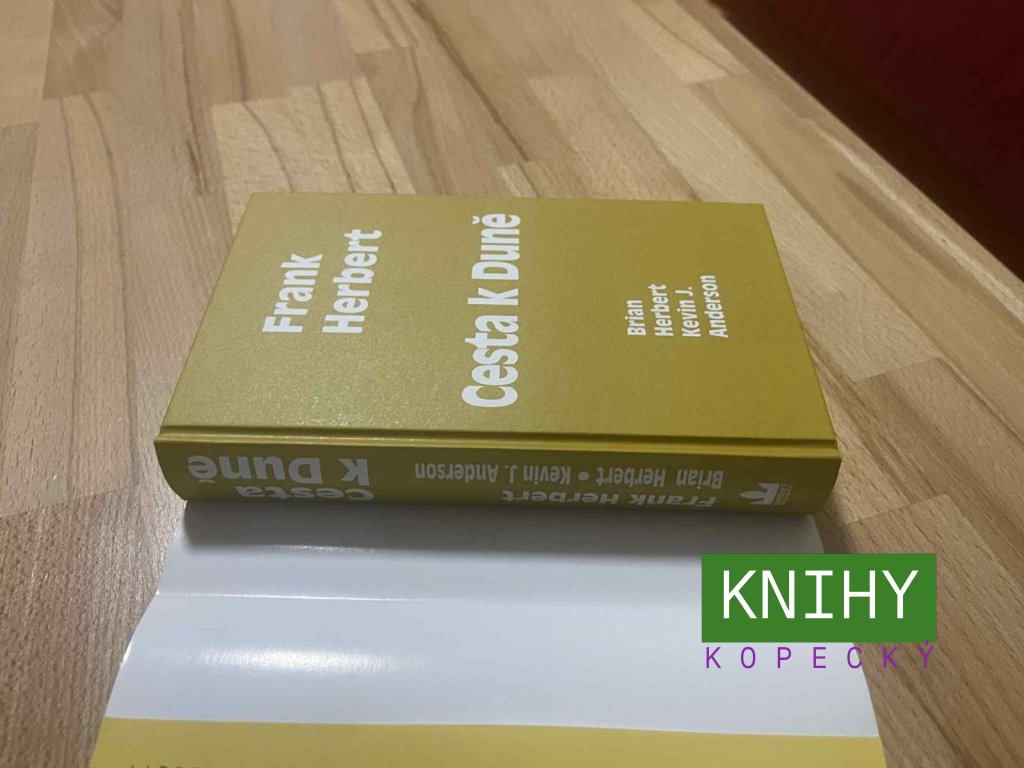 Frank
Herbert
Cesta k Duně
Brian
Herbert
Kevin J.
Anderson
Cesta
k Duně
Frank Herbert
Brian Herbert • Kevin J. Anderson
KNIHY
KOPECKÝ